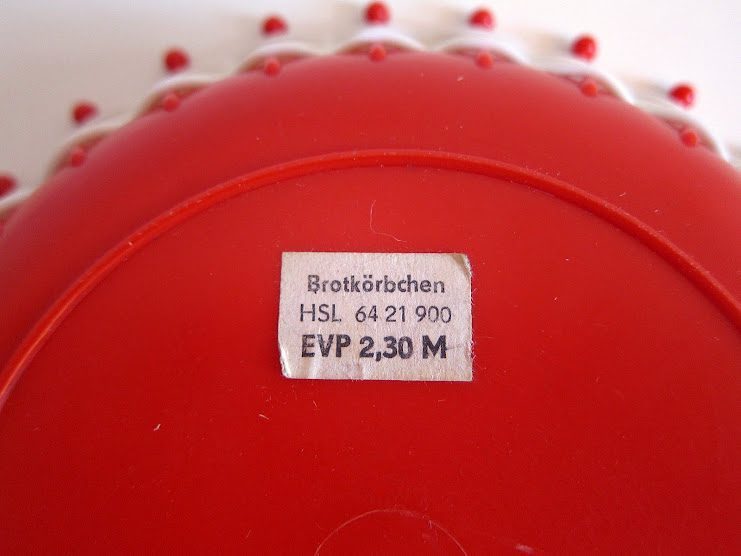 Brotkörbchen
HSL 64 21 900
EVP 2,30 M